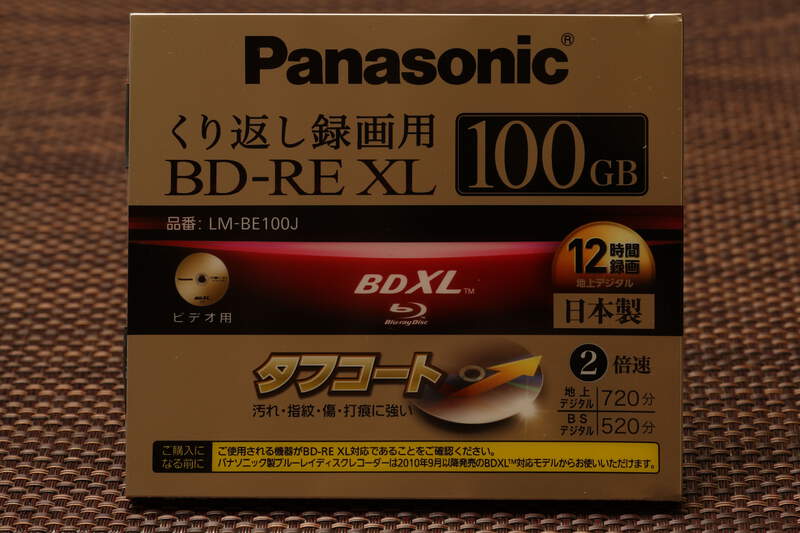 Panasonic®
くり返し録画用
BD-RE XL
100GB
品番: LM-BE100J
ビデオ用
BDXL™
Blu-ray Disc
12時間録画
地上デジタル
日本製
タフコート
汚れ・指紋・傷・打痕に強い
2倍速
地上デジタル 720分
BSデジタル 520分
ご購入になる前に
ご使用される機器がBD-RE XL対応であることをご確認ください。
パナソニック製ブルーレイディスクレコーダーは2010年9月以降発売のBDXL™対応モデルからお使いいただけます。